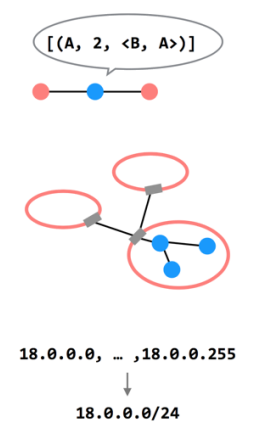 [(A, 2, <B, A>)]
18.0.0.0, … ,18.0.0.255
18.0.0.0/24